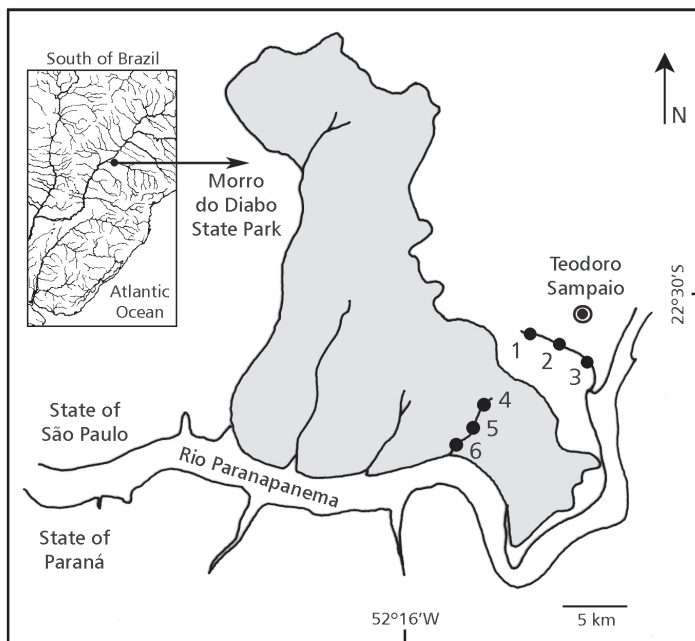 South of Brazil
N
Morro
do Diabo
State Park
Atlantic
Ocean
Teodoro
Sampaio
22°30'S
1
2
3
4
5
6
State of
São Paulo
Rio Paranapanema
State of
Paraná
52°16'W
5 km